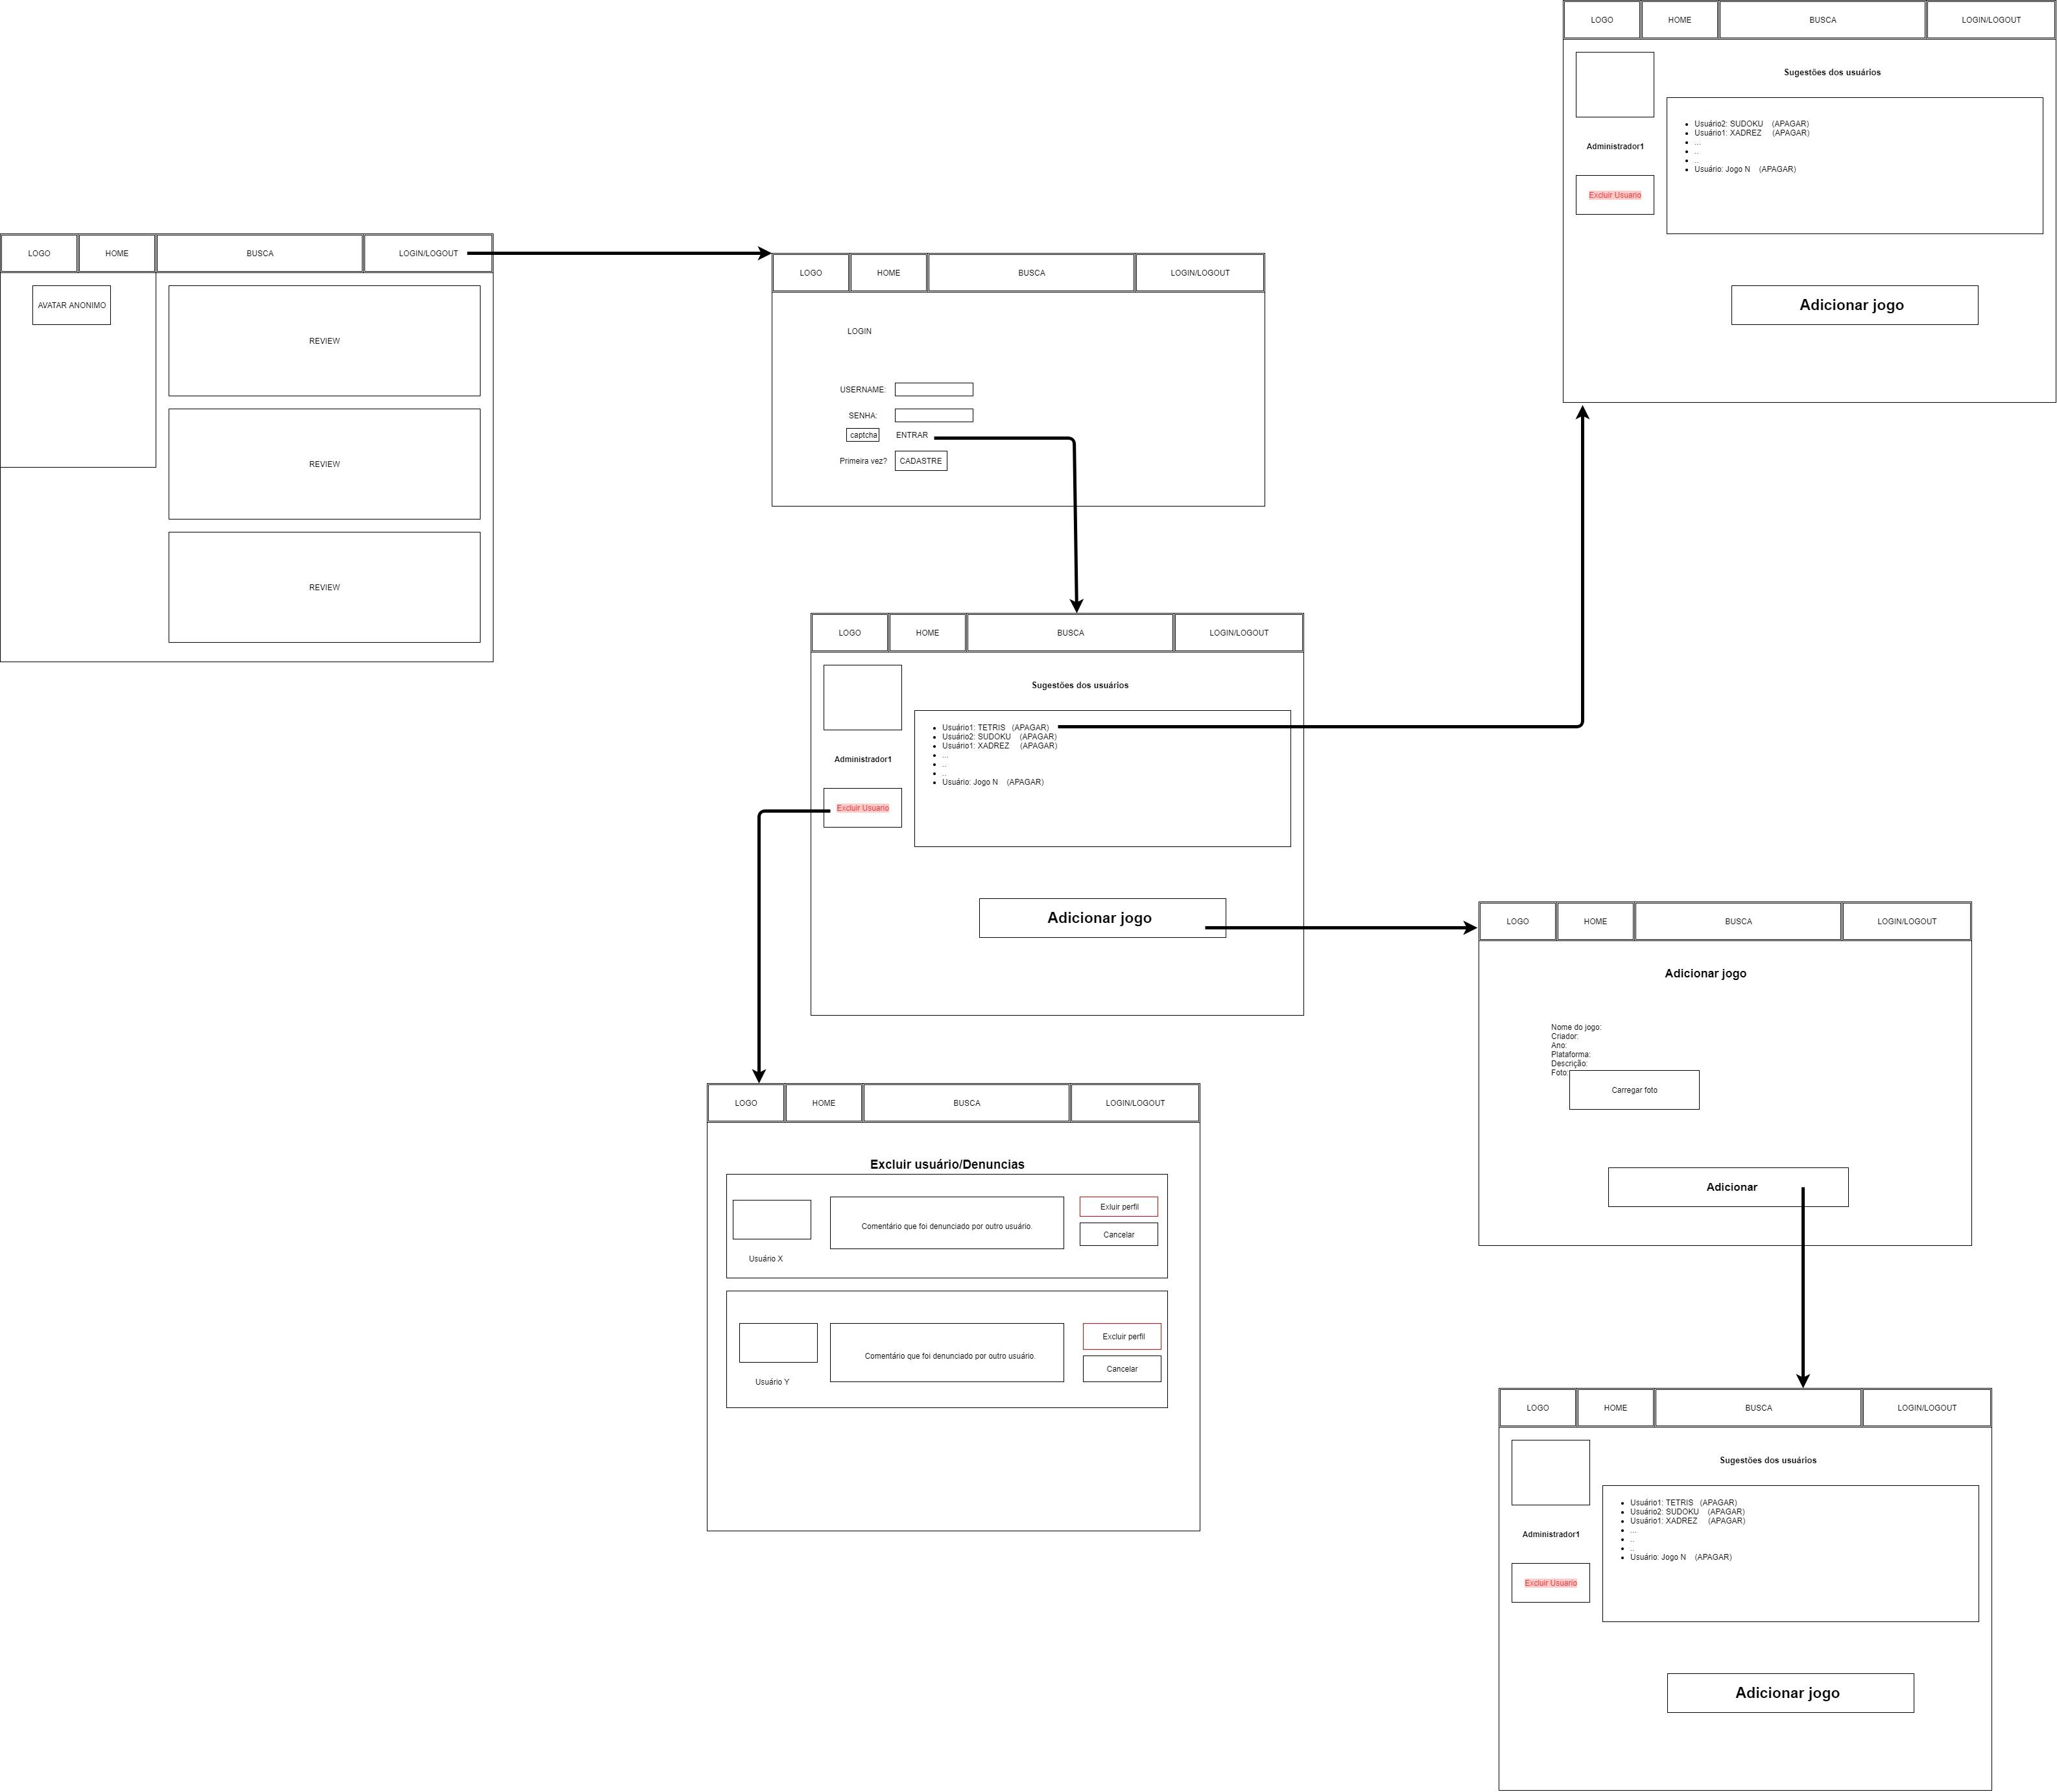 LOGO
HOME
BUSCA
LOGIN/LOGOUT
Sugestões dos usuários
Usuário2: SUDOKU (APAGAR)
Usuário1: XADREZ (APAGAR)
...
..
..
Usuário: Jogo N (APAGAR)
Administrador1
Excluir Usuario
Adicionar jogo
LOGO
HOME
BUSCA
LOGIN/LOGOUT
AVATAR ANONIMO
REVIEW
REVIEW
REVIEW
LOGO
HOME
BUSCA
LOGIN/LOGOUT
LOGIN
USERNAME:
SENHA:
captcha
ENTRAR
Primeira vez?
CADASTRE
LOGO
HOME
BUSCA
LOGIN/LOGOUT
Sugestões dos usuários
Usuário1: TETRIS (APAGAR)
Usuário2: SUDOKU (APAGAR)
Usuário1: XADREZ (APAGAR)
...
..
..
Usuário: Jogo N (APAGAR)
Administrador1
Excluir Usuario
Adicionar jogo
LOGO
HOME
BUSCA
LOGIN/LOGOUT
Adicionar jogo
Nome do jogo:
Criador:
Ano:
Plataforma:
Descrição:
Foto:
Carregar foto
Adicionar
LOGO
HOME
BUSCA
LOGIN/LOGOUT
Excluir usuário/Denuncias
Comentário que foi denunciado por outro usuário.
Exluir perfil
Cancelar
Usuário X
Comentário que foi denunciado por outro usuário.
Excluir perfil
Cancelar
Usuário Y
LOGO
HOME
BUSCA
LOGIN/LOGOUT
Sugestões dos usuários
Usuário1: TETRIS (APAGAR)
Usuário2: SUDOKU (APAGAR)
Usuário1: XADREZ (APAGAR)
...
..
..
Usuário: Jogo N (APAGAR)
Administrador1
Excluir Usuario
Adicionar jogo